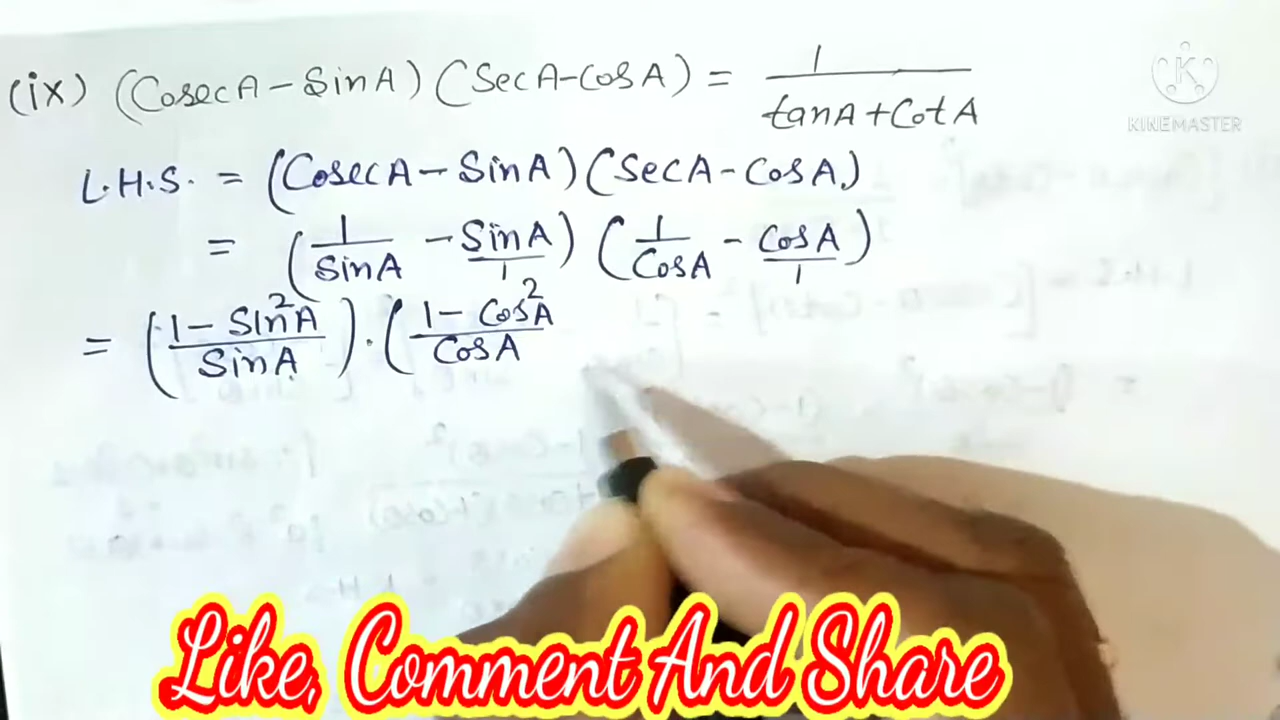 (ix) (CosecA - SinA) (SecA - CosA) = 1/(tanA + CotA)
KINEMASTER
L.H.S. = (CosecA - SinA) (SecA - CosA)
= (1/SinA - SinA/1) (1/CosA - CosA/1)
= ((1 - Sin²A)/SinA) . ((1 - Cos²A)/CosA
Like, Comment And Share